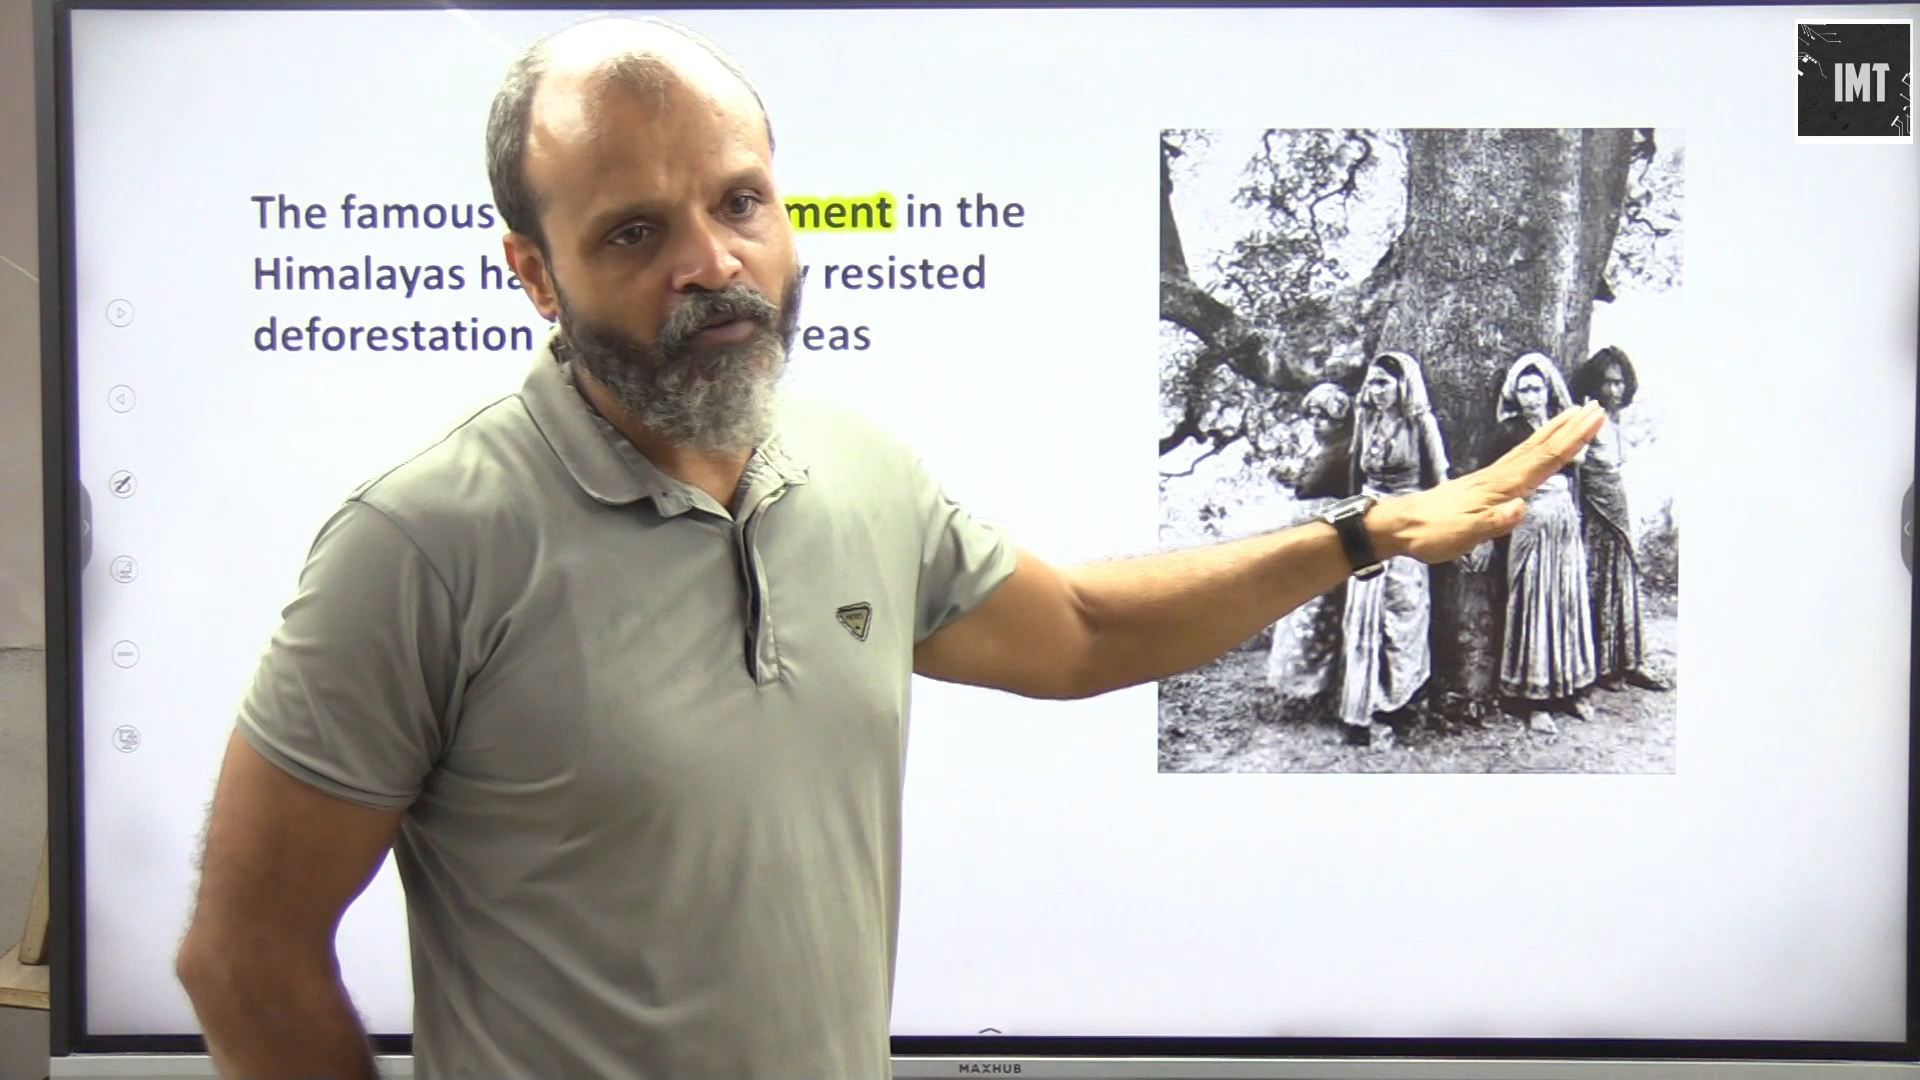 The famous ment in the
Himalayas ha resisted
deforestation eas
IMT
MAXHUB